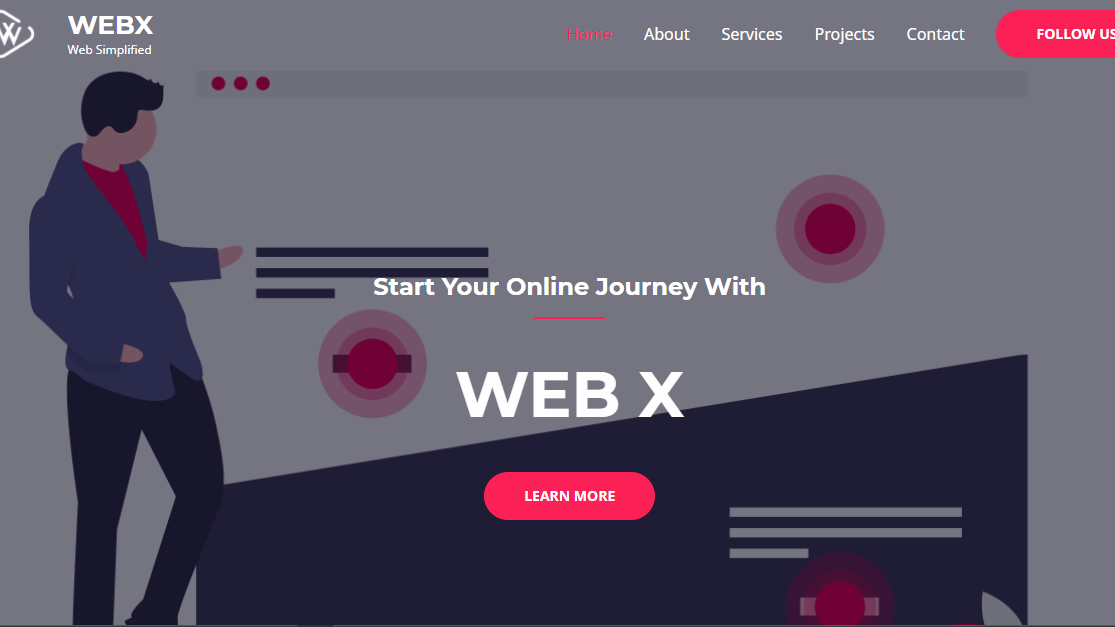 WEBX
Web Simplified
Home
About
Services
Projects
Contact
FOLLOW US
Start Your Online Journey With
WEB X
LEARN MORE